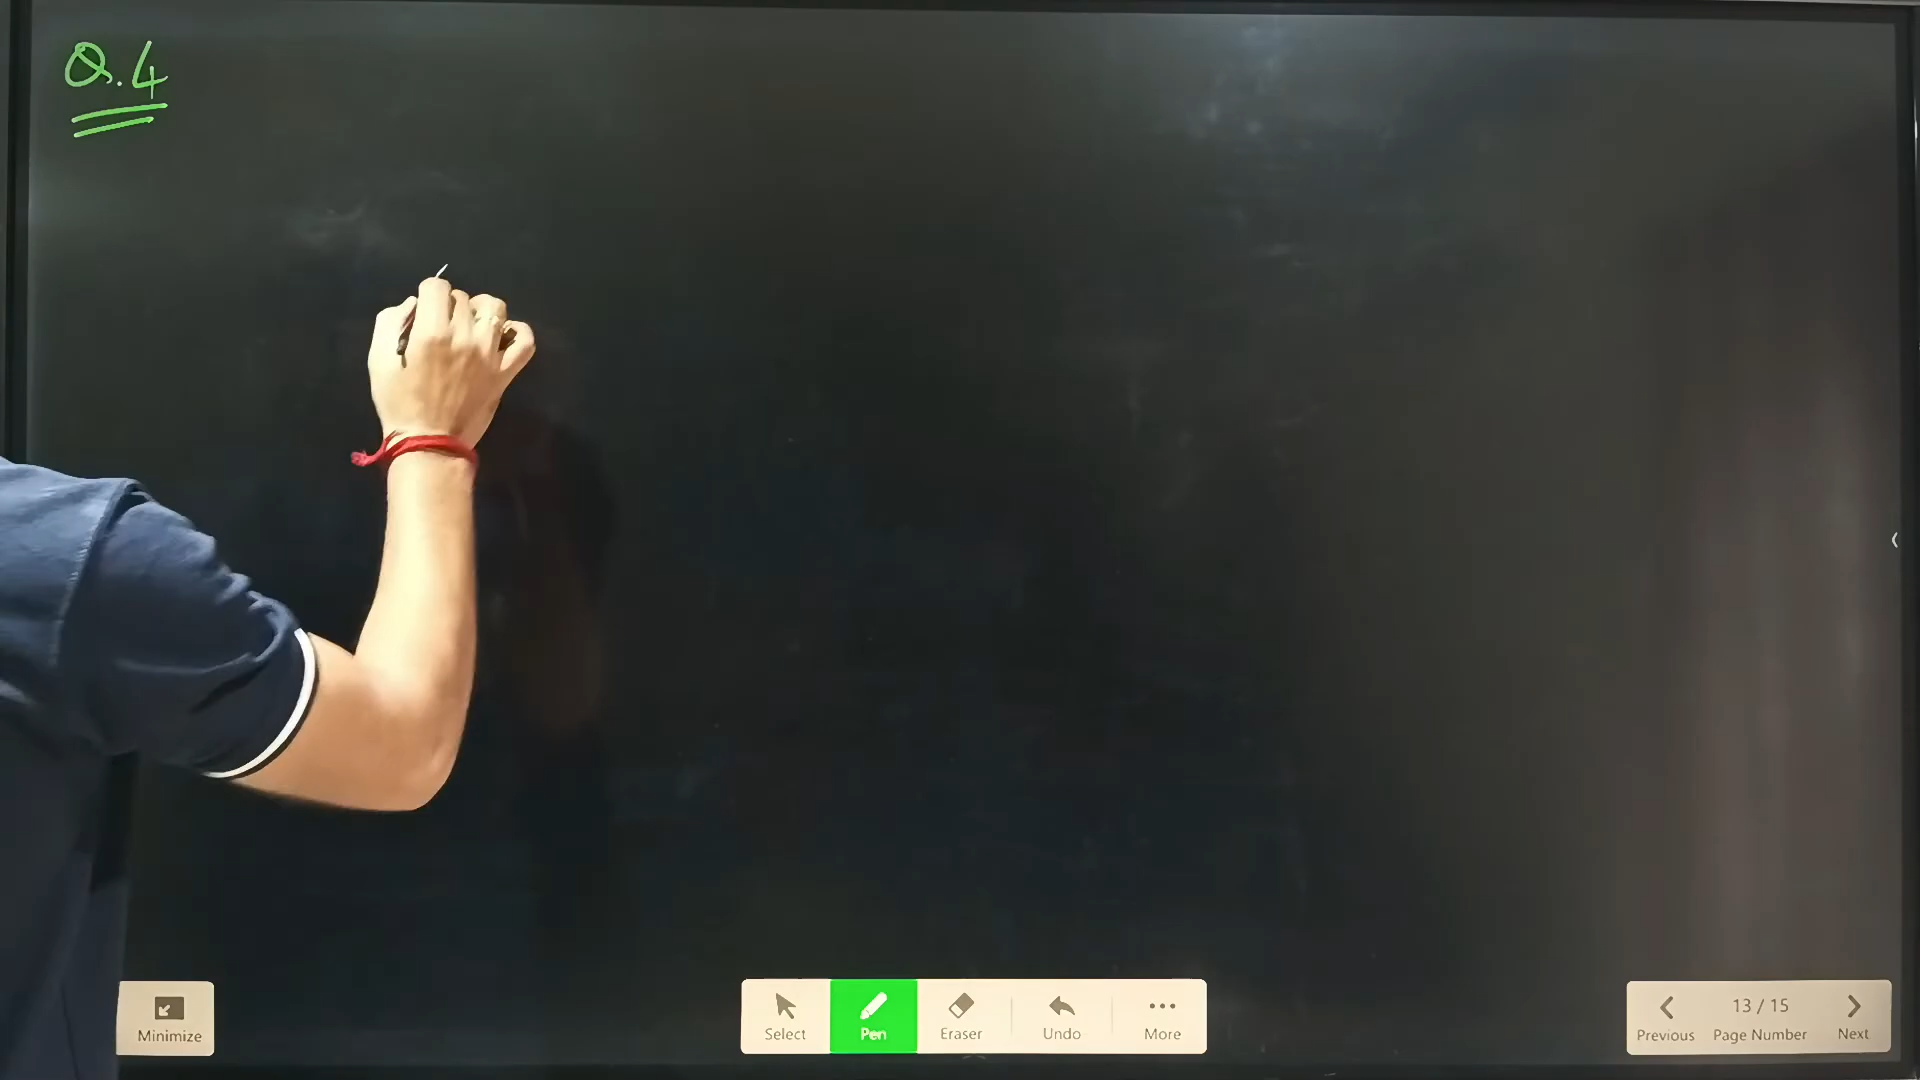 Q.4
Minimize
Select
Pen
Eraser
Undo
More
13 / 15
Previous
Page Number
Next